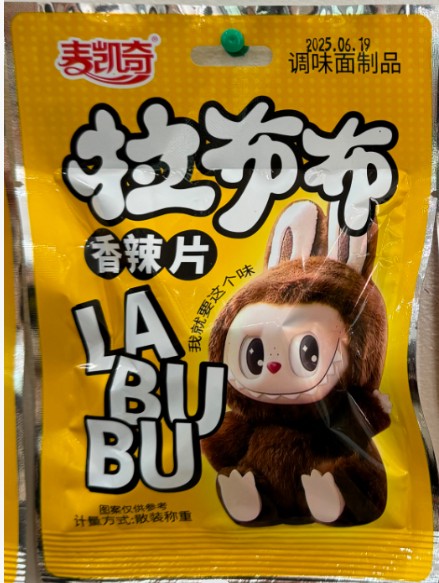 麦凯奇®
2025.06.19
调味面制品
拉布布
香辣片
我就要这个味
LA
BU
BU
图案仅供参考
计量方式:散装称重